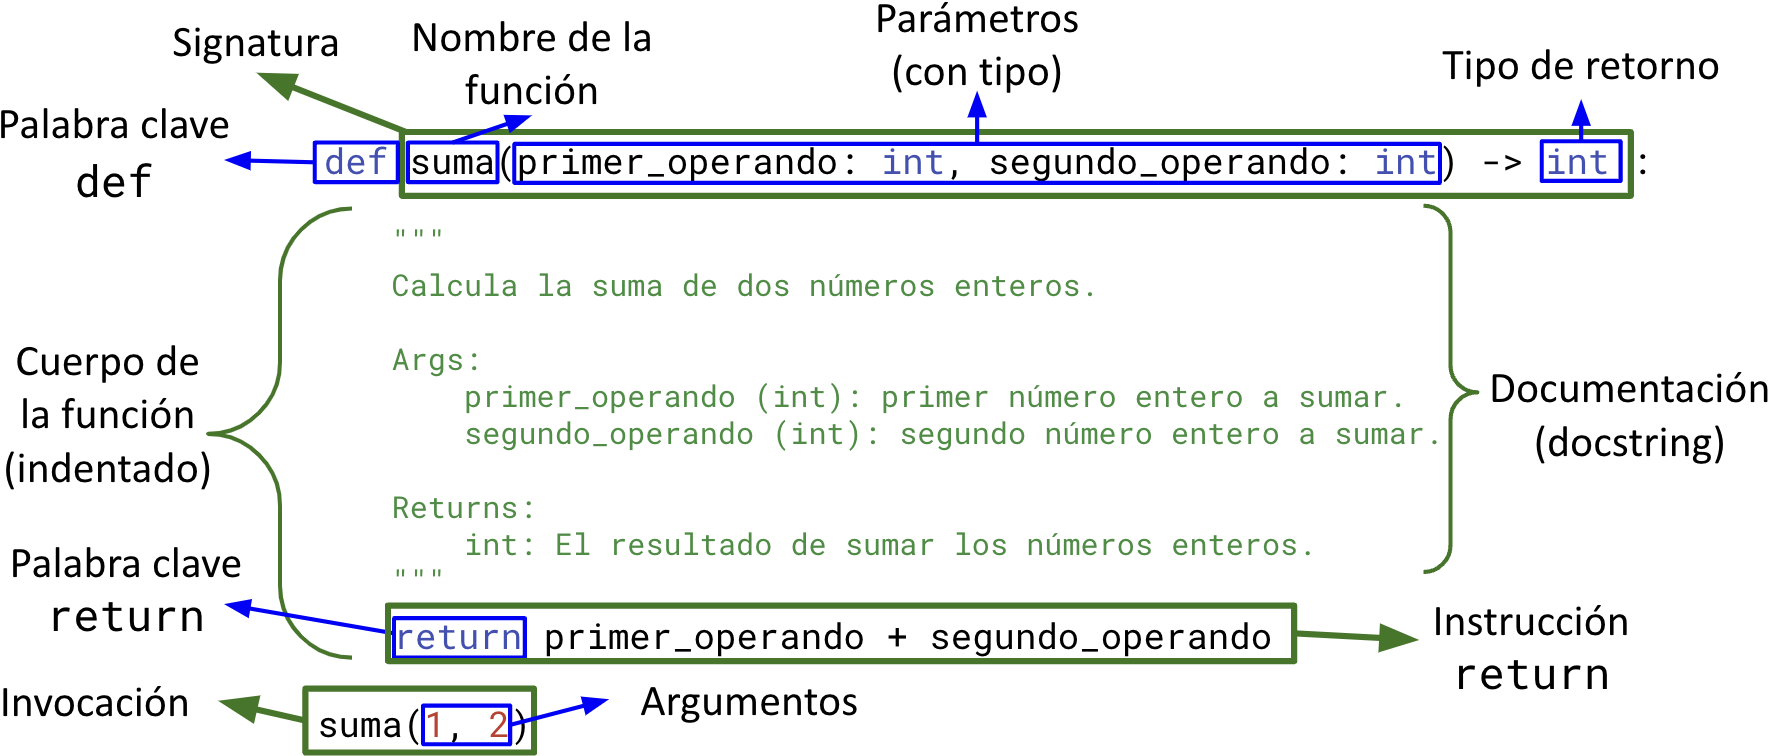 Signatura
Nombre de la
función
Parámetros
(con tipo)
Tipo de retorno
Palabra clave
def
def suma(primer_operando: int, segundo_operando: int) -> int :
"""
Calcula la suma de dos números enteros.
Args:
primer_operando (int): primer número entero a sumar.
segundo_operando (int): segundo número entero a sumar.
Returns:
int: El resultado de sumar los números enteros.
"""
Cuerpo de
la función
(indentado)
Documentación
(docstring)
Palabra clave
return
return primer_operando + segundo_operando
Instrucción
return
Invocación
suma(1, 2)
Argumentos